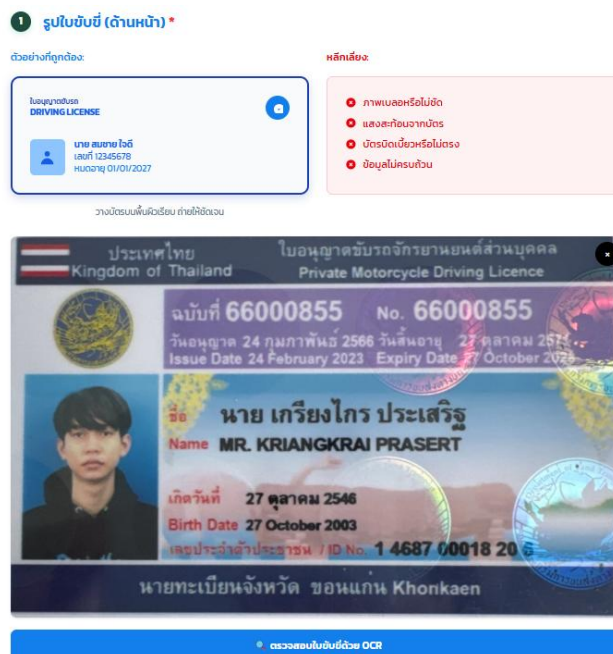 1 รูปใบขับขี่ (ด้านหน้า) *
ตัวอย่างที่ถูกต้อง:
ใบอนุญาตขับรถ
DRIVING LICENSE
นาย สมชาย ใจดี
เลขที่ 12345678
หมดอายุ 01/01/2027
วางบัตรบนพื้นผิวเรียบ ถ่ายให้ชัดเจน
หลีกเลี่ยง:
ภาพเบลอหรือไม่ชัด
แสงสะท้อนจากบัตร
บัตรบิดเบี้ยวหรือไม่ตรง
ข้อมูลไม่ครบถ้วน
ประเทศไทย ใบอนุญาตขับรถจักรยานยนต์ส่วนบุคคล
Kingdom of Thailand Private Motorcycle Driving Licence
ฉบับที่ 66000855 No. 66000855
วันอนุญาต 24 กุมภาพันธ์ 2566 วันสิ้นอายุ 27 ตุลาคม
Issue Date 24 February 2023 Expiry Date 27 October
ชื่อ นาย เกรียงไกร ประเสริฐ
Name MR. KRIANGKRAI PRASERT
เกิดวันที่ 27 ตุลาคม 2546
Birth Date 27 October 2003
เลขประจำตัวประชาชน / ID No. 1 4687 00018 20
นายทะเบียนจังหวัด ขอนแก่น Khonkaen
ตรวจสอบใบขับขี่ด้วย OCR